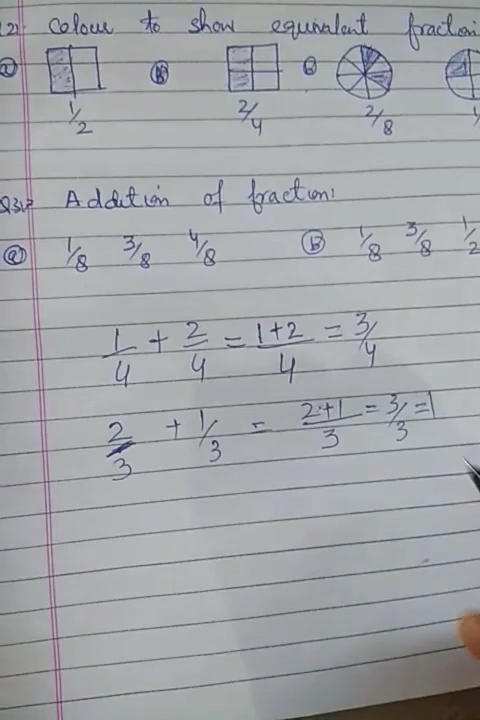 Q2) Colour to show equivalent fraction
ⓐ ⓑ ⓒ
1/2 2/4 2/8
Q3) Addition of fraction:
ⓐ 1/8 3/8 4/8 ⓑ 1/8 3/8 1/2
1/4 + 2/4 = 1+2/4 = 3/4
2/3 + 1/3 = 2+1/3 = 3/3 = 1